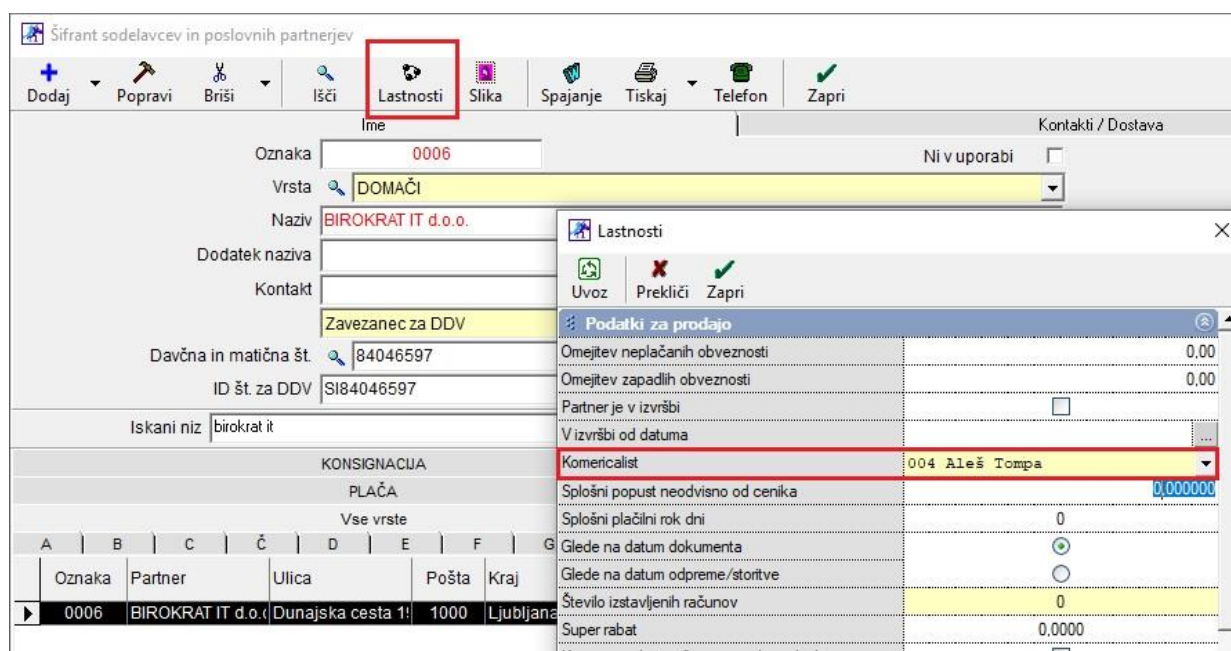 Šifrant sodelavcev in poslovnih partnerjev
Dodaj Popravi Briši Išči Lastnosti Slika Spajanje Tiskaj Telefon Zapri
Ime Kontakti / Dostava
Oznaka 0006 Ni v uporabi
Vrsta DOMAČI
Naziv BIROKRAT IT d.o.o.
Dodatek naziva
Kontakt
Zavezanec za DDV
Davčna in matična št. 84046597
ID št. za DDV SI84046597
Iskani niz birokrat it
KONSIGNACIJA
PLAČA
Vse vrste
A B C Č D E F G
Oznaka Partner Ulica Pošta Kraj
0006 BIROKRAT IT d.o.o Dunajska cesta 1000 Ljubljana
Lastnosti
Uvoz Prekliči Zapri
Podatki za prodajo
Omejitev neplačanih obveznosti 0,00
Omejitev zapadlih obveznosti 0,00
Partner je v izvršbi
V izvršbi od datuma ...
Komericalist 004 Aleš Tompa
Splošni popust neodvisno od cenika 0,000000
Splošni plačilni rok dni 0
Glede na datum dokumenta
Glede na datum odpreme/storitve
Število izstavljenih računov 0
Super rabat 0,0000